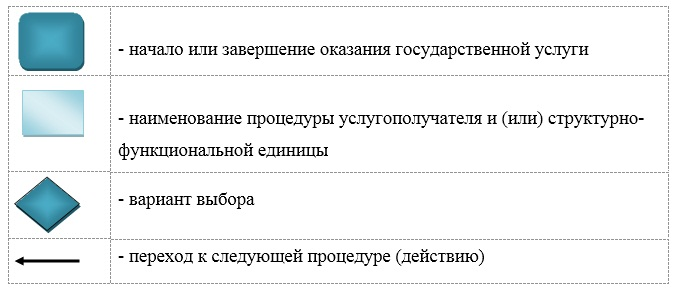 - начало или завершение оказания государственной услуги
- наименование процедуры услугополучателя и (или) структурно-
функциональной единицы
- вариант выбора
- переход к следующей процедуре (действию)